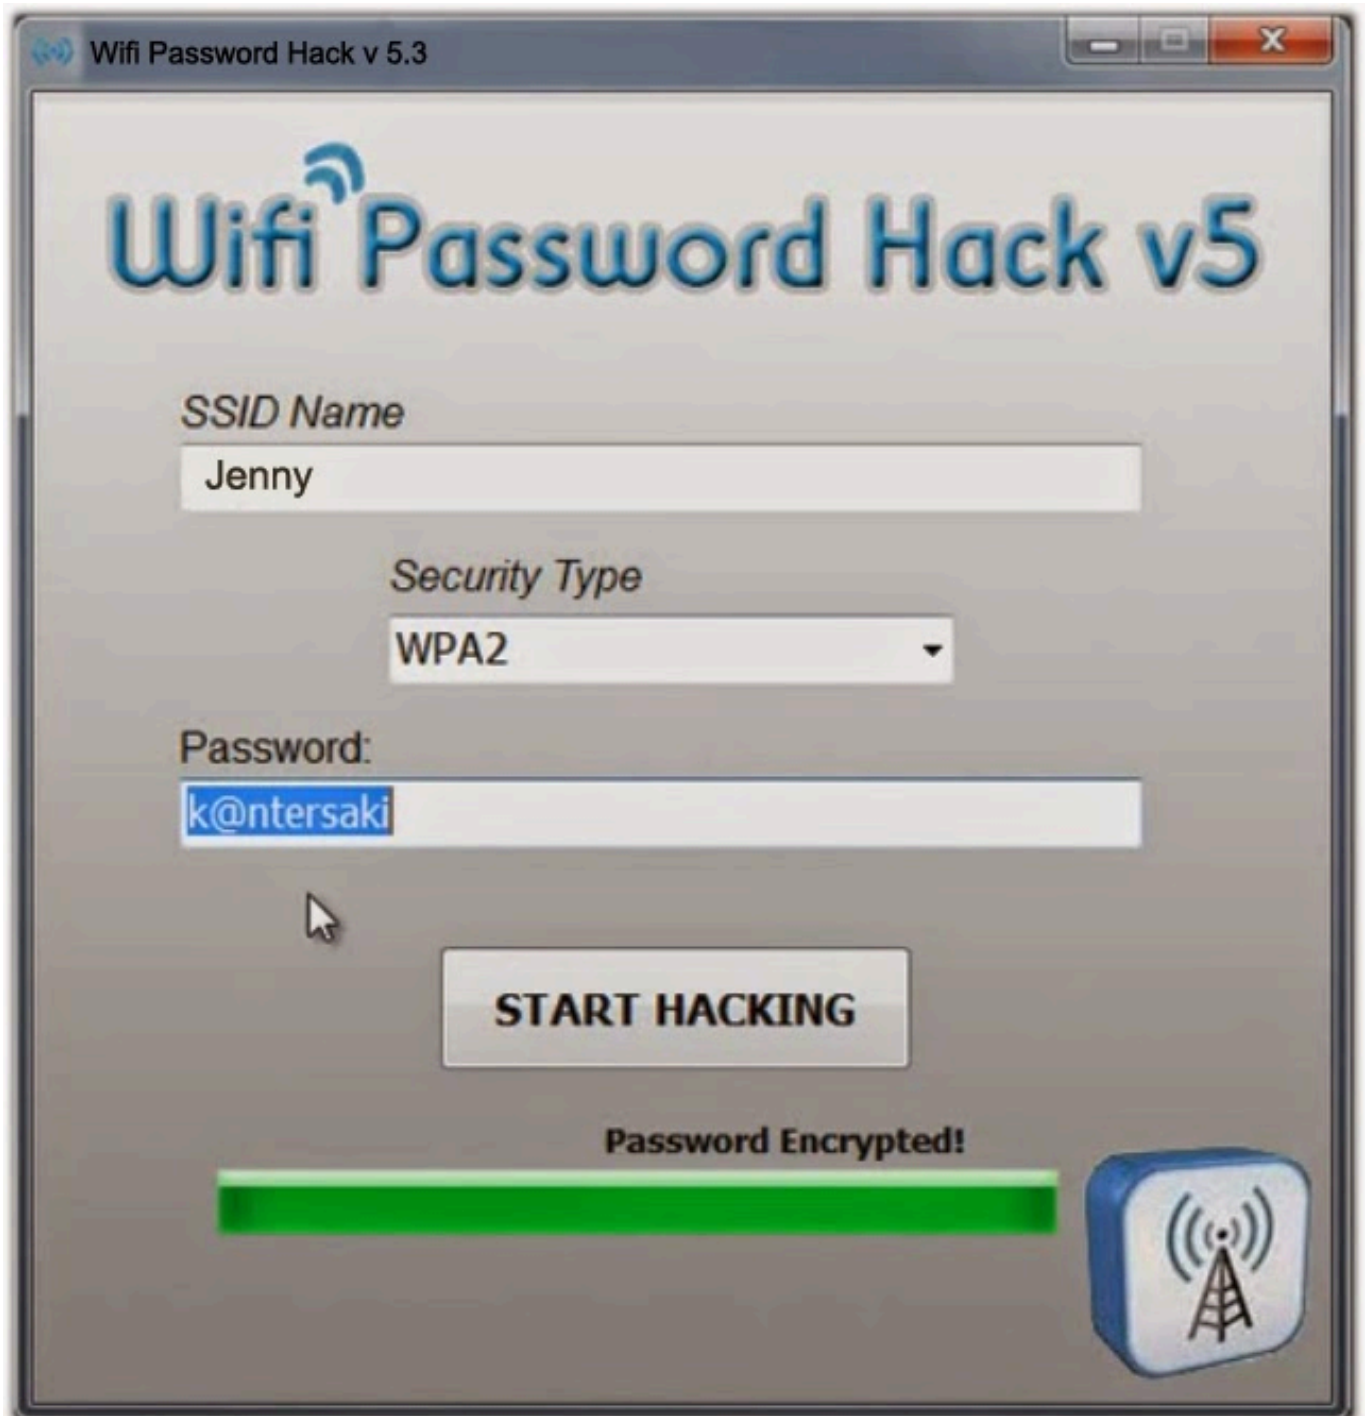 Wifi Password Hack v 5.3
Wifi Password Hack v5
SSID Name
Jenny
Security Type
WPA2
Password:
k@ntersaki
START HACKING
Password Encrypted!